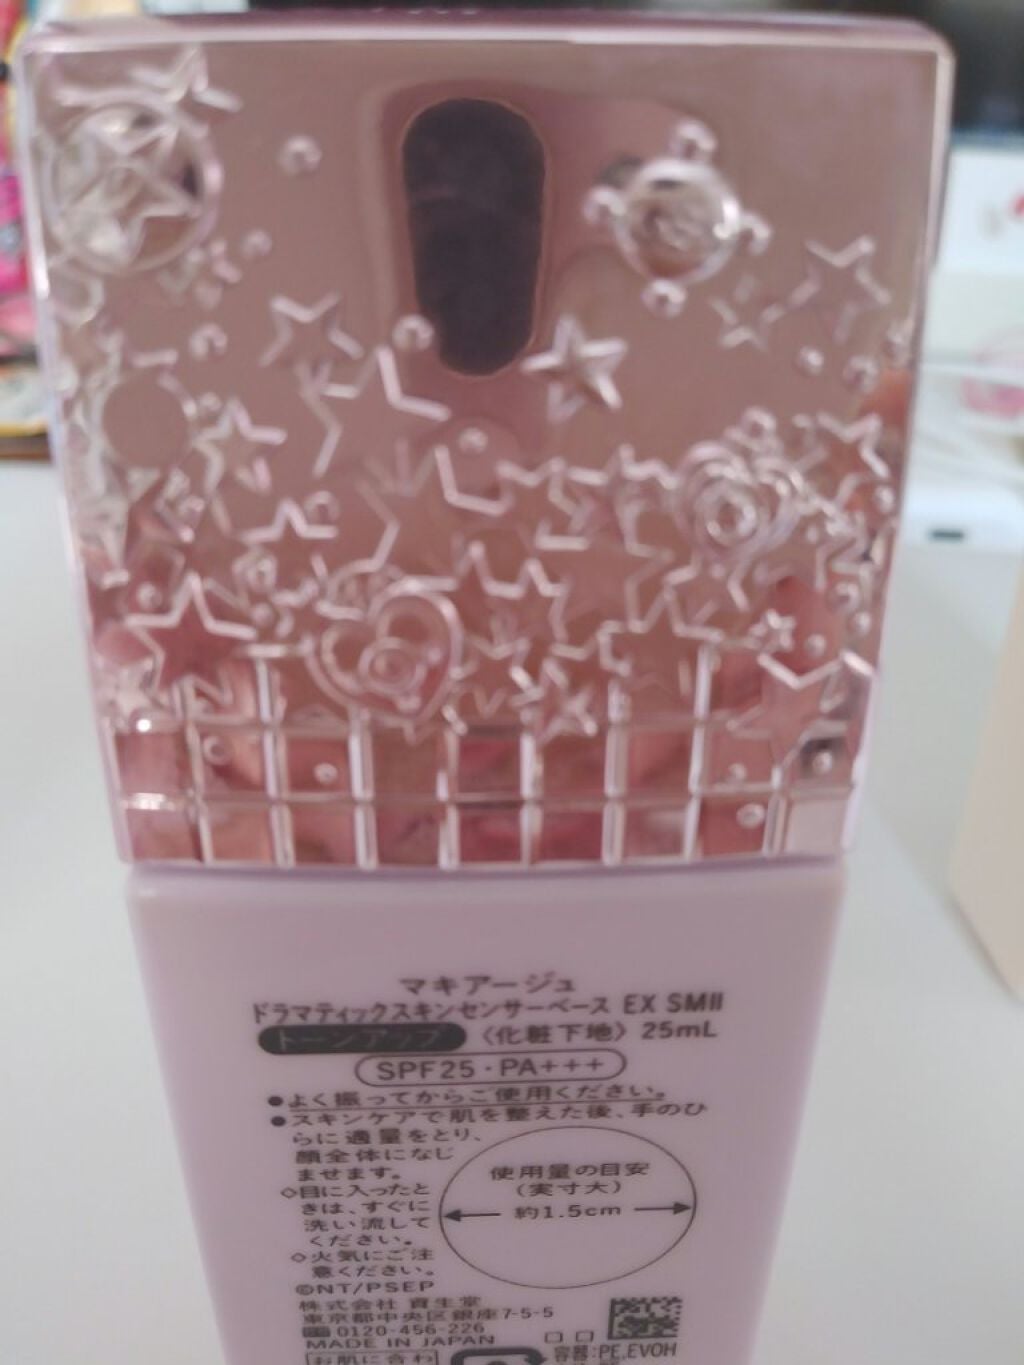 マキアージュ
ドラマティックスキンセンサーベース EX SMII
トーンアップ 〈化粧下地〉 25mL
SPF25・PA+++
●よく振ってからご使用ください。
●スキンケアで肌を整えた後、手のひ
らに適量をとり、
顔全体になじ
ませます。
◇目に入ったと
きは、すぐに
洗い流して
ください。
◇火気にご注
意ください。
使用量の目安
(実寸大)
約1.5cm
©NT/PSEP
株式会社 資生堂
東京都中央区銀座7-5-5
0120-456-226
MADE IN JAPAN
お肌に合わ
容器:PE,EVOH